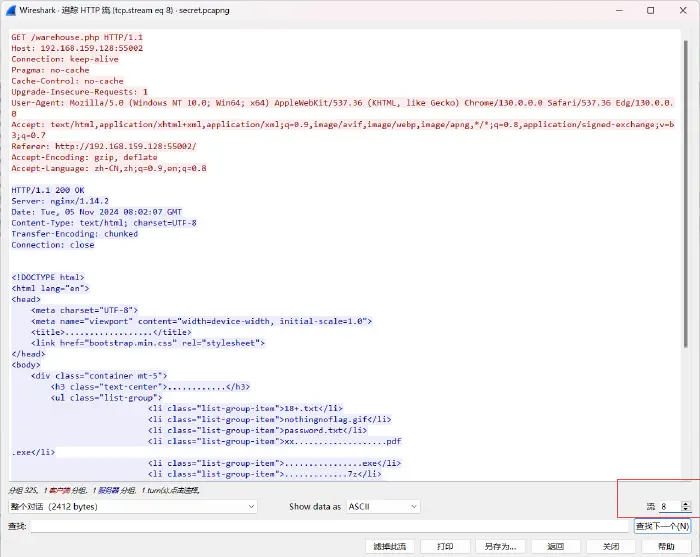 Wireshark · 追踪 HTTP 流 (tcp.stream eq 8) · secret.pcapng
GET /warehouse.php HTTP/1.1
Host: 192.168.159.128:55002
Connection: keep-alive
Pragma: no-cache
Cache-Control: no-cache
Upgrade-Insecure-Requests: 1
User-Agent: Mozilla/5.0 (Windows NT 10.0; Win64; x64) AppleWebKit/537.36 (KHTML, like Gecko) Chrome/130.0.0.0 Safari/537.36 Edg/130.0.0.
0
Accept: text/html,application/xhtml+xml,application/xml;q=0.9,image/avif,image/webp,image/apng,*/*;q=0.8,application/signed-exchange;v=b
3;q=0.7
Referer: http://192.168.159.128:55002/
Accept-Encoding: gzip, deflate
Accept-Language: zh-CN,zh;q=0.9,en;q=0.8
HTTP/1.1 200 OK
Server: nginx/1.14.2
Date: Tue, 05 Nov 2024 08:02:07 GMT
Content-Type: text/html; charset=UTF-8
Transfer-Encoding: chunked
Connection: close
<!DOCTYPE html>
<html lang="en">
<head>
<meta charset="UTF-8">
<meta name="viewport" content="width=device-width, initial-scale=1.0">
<title>..................</title>
<link href="bootstrap.min.css" rel="stylesheet">
</head>
<body>
<div class="container mt-5">
<h3 class="text-center">............</h3>
<ul class="list-group">
<li class="list-group-item">18+.txt</li>
<li class="list-group-item">nothingnoflag.gif</li>
<li class="list-group-item">password.txt</li>
<li class="list-group-item">xx...................pdf
.exe</li>
<li class="list-group-item">...............exe</li>
<li class="list-group-item">............7z</li>
分组 325。1 客户端 分组，1 服务器 分组，1 turn(s).点击选择。
整个对话 (2412 bytes) Show data as ASCII 流 8
查找: 查找下一个(N)
滤掉此流 打印 另存为… 返回 关闭 帮助